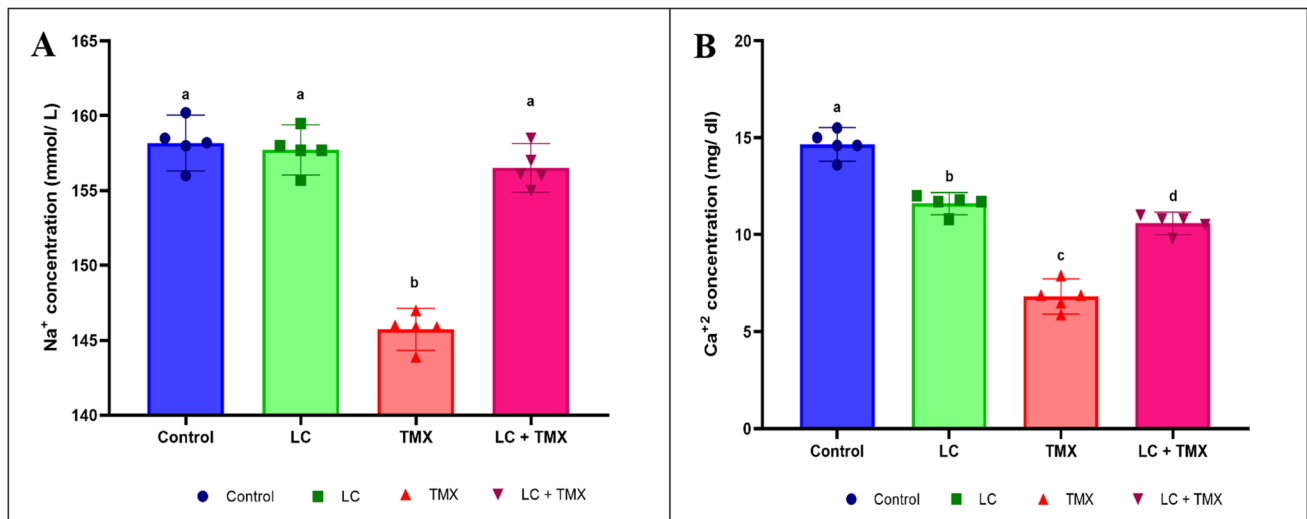 A
Na+ concentration (mmol/ L)
165
160
155
150
145
140
a
a
b
a
Control
LC
TMX
LC + TMX
Control
LC
TMX
LC + TMX
B
Ca+2 concentration (mg/ dl)
20
15
10
5
0
a
b
c
d
Control
LC
TMX
LC + TMX
Control
LC
TMX
LC + TMX